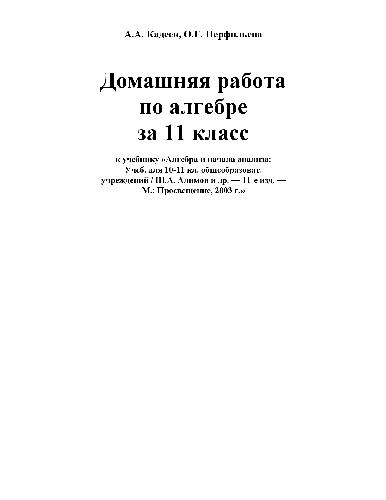 А.А. Кадеев, О.Г. Перфильева
Домашняя работа
по алгебре
за 11 класс
к учебнику «Алгебра и начала анализа:
Учеб. для 10-11 кл. общеобразоват.
учреждений / Ш.А. Алимов и др. — 11-е изд. —
М.: Просвещение, 2003 г.»